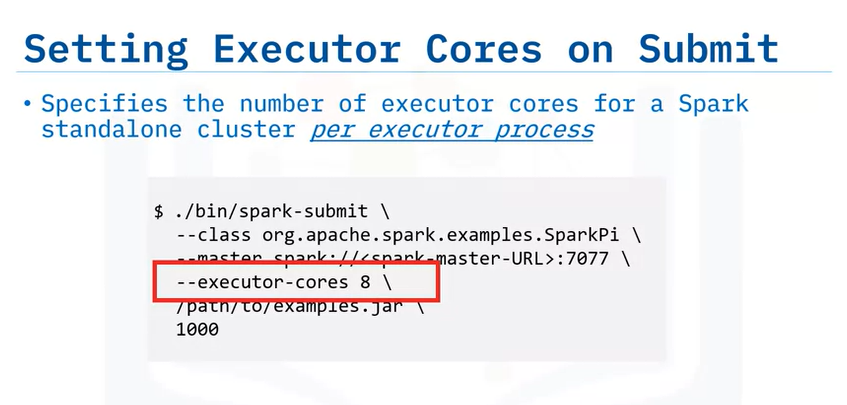 Setting Executor Cores on Submit
• Specifies the number of executor cores for a Spark
standalone cluster per executor process
$ ./bin/spark-submit \
--class org.apache.spark.examples.SparkPi \
--master spark://<spark-master-URL>:7077 \
--executor-cores 8 \
/path/to/examples.jar \
1000